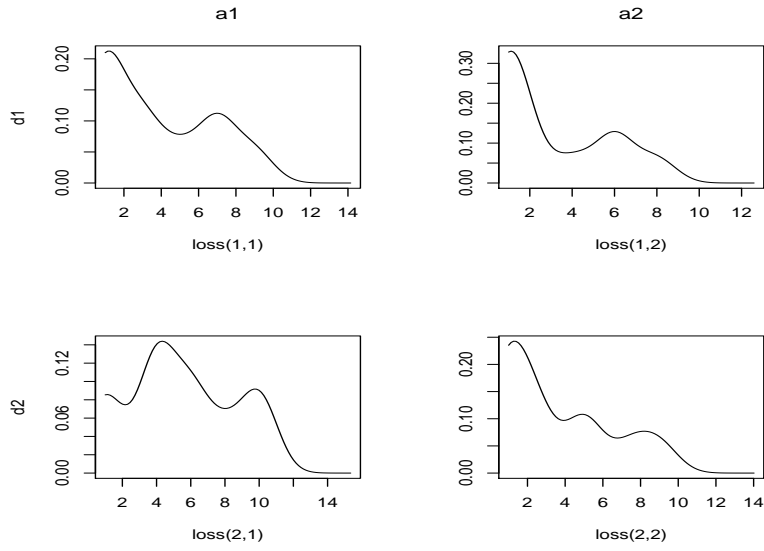 a1
a2
d1
0.00 0.10 0.20
2 4 6 8 10 12 14
loss(1,1)
0.00 0.10 0.20 0.30
2 4 6 8 10 12
loss(1,2)
d2
0.00 0.06 0.12
2 4 6 8 10 14
loss(2,1)
0.00 0.10 0.20
2 4 6 8 10 12 14
loss(2,2)